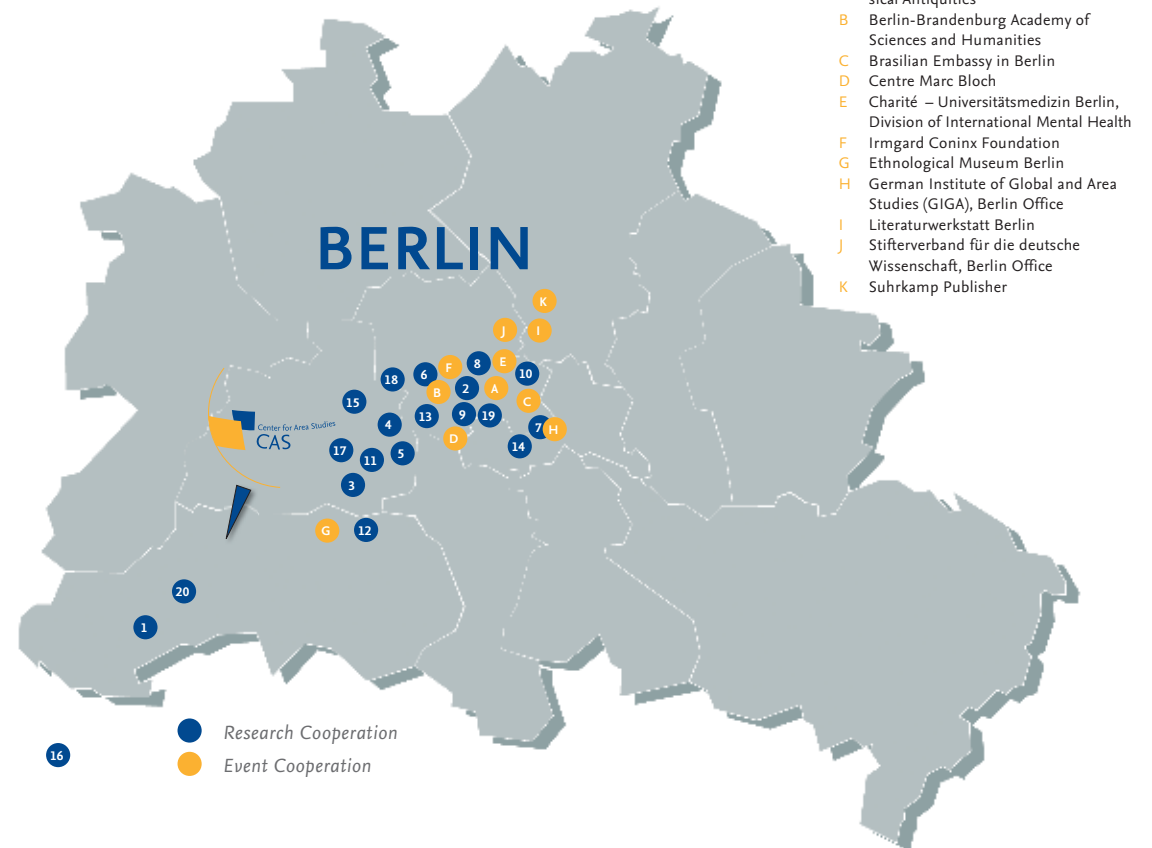 sical Antiquities
B Berlin-Brandenburg Academy of
Sciences and Humanities
C Brasilian Embassy in Berlin
D Centre Marc Bloch
E Charité – Universitätsmedizin Berlin,
Division of International Mental Health
F Irmgard Coninx Foundation
G Ethnological Museum Berlin
H German Institute of Global and Area
Studies (GIGA), Berlin Office
I Literaturwerkstatt Berlin
J Stifterverband für die deutsche
Wissenschaft, Berlin Office
K Suhrkamp Publisher
BERLIN
K
J
I
8
E
F
6
10
18
2
A
B
C
15
13
9
19
4
7
H
D
14
17
5
11
3
Center for Area Studies
CAS
G
12
20
1
16
Research Cooperation
Event Cooperation